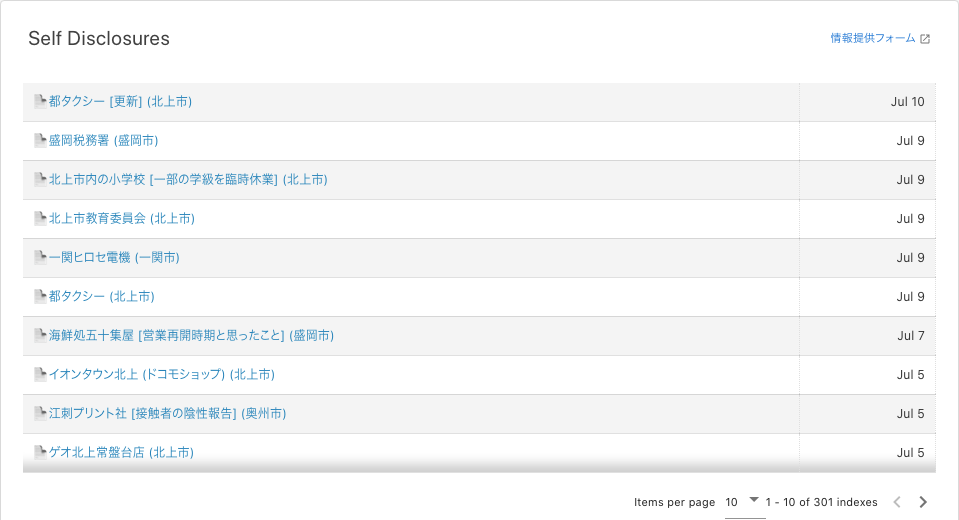 Self Disclosures
情報提供フォーム
都タクシー [更新] (北上市)
Jul 10
盛岡税務署 (盛岡市)
Jul 9
北上市内の小学校 [一部の学級を臨時休業] (北上市)
Jul 9
北上市教育委員会 (北上市)
Jul 9
一関ヒロセ電機 (一関市)
Jul 9
都タクシー (北上市)
Jul 9
海鮮処五十集屋 [営業再開時期と思ったこと] (盛岡市)
Jul 7
イオンタウン北上 (ドコモショップ) (北上市)
Jul 5
江刺プリント社 [接触者の陰性報告] (奥州市)
Jul 5
ゲオ北上常盤台店 (北上市)
Jul 5
Items per page 10 1 - 10 of 301 indexes